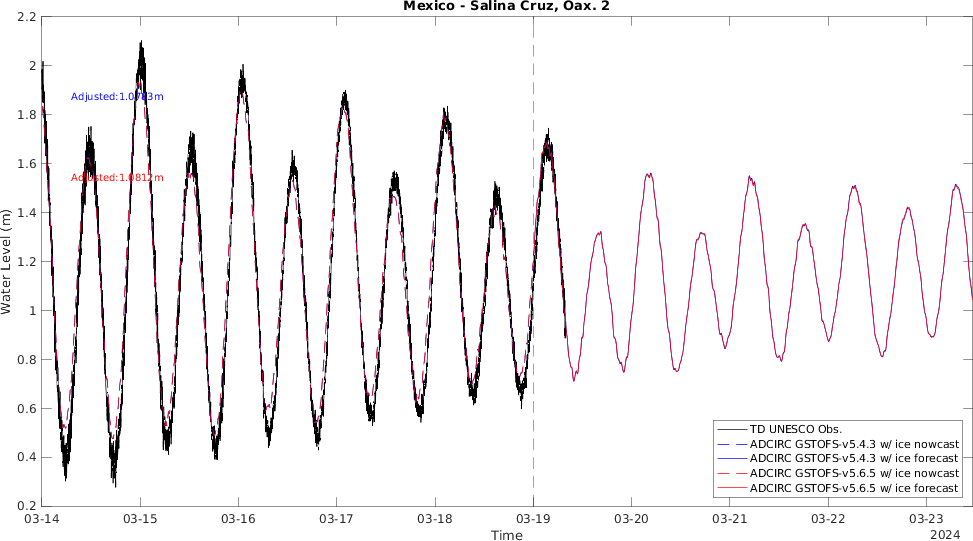 Mexico - Salina Cruz, Oax. 2
Water Level (m)
2.2
2
1.8
1.6
1.4
1.2
1
0.8
0.6
0.4
0.2
Adjusted:1.0783m
Adjusted:1.0812m
TD UNESCO Obs.
ADCIRC GSTOFS-v5.4.3 w/ ice nowcast
ADCIRC GSTOFS-v5.4.3 w/ ice forecast
ADCIRC GSTOFS-v5.6.5 w/ ice nowcast
ADCIRC GSTOFS-v5.6.5 w/ ice forecast
03-14 03-15 03-16 03-17 03-18 03-19 03-20 03-21 03-22 03-23
Time
2024